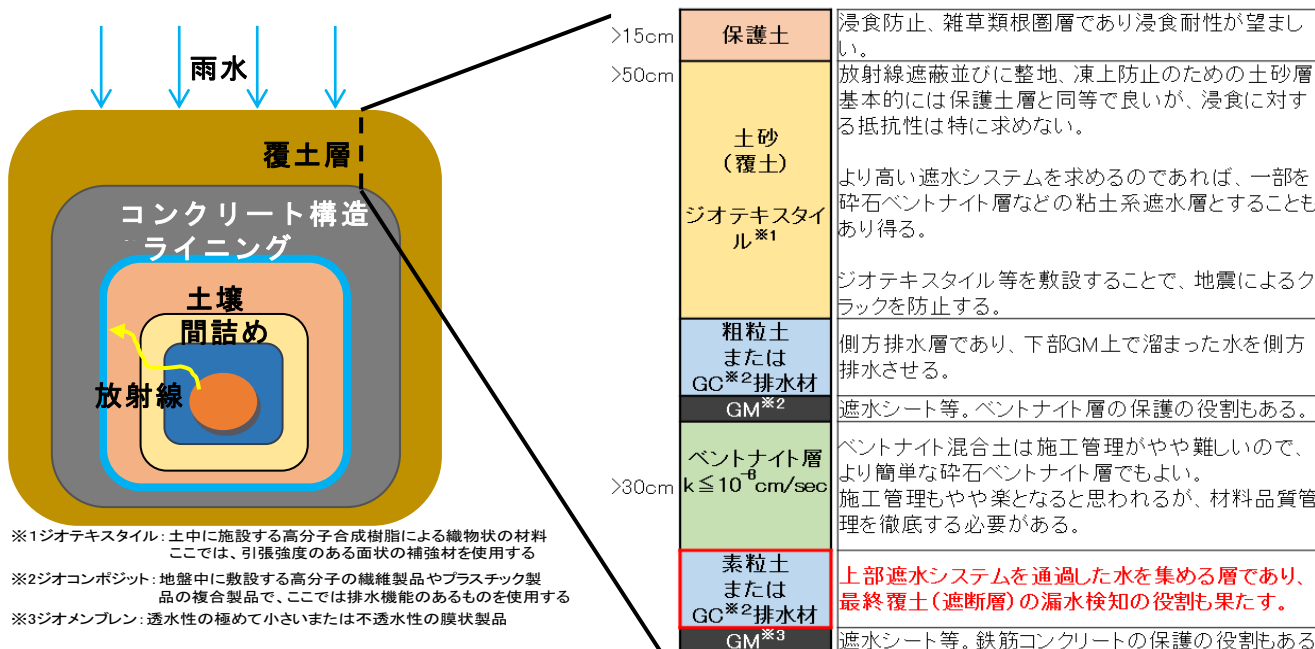 雨水
覆土層
コンクリート構造
ライニング
土壌
間詰め
放射線
※1ジオテキスタイル：土中に施設する高分子合成樹脂による織物状の材料
ここでは、引張強度のある面状の補強材を使用する
※2ジオコンポジット：地盤中に敷設する高分子の繊維製品やプラスチック製
品の複合製品で、ここでは排水機能のあるものを使用する
※3ジオメンブレン：透水性の極めて小さいまたは不透水性の膜状製品
>15cm
保護土
浸食防止、雑草類根圏層であり浸食耐性が望まし
い。
>50cm
土砂
（覆土）
ジオテキスタイ
ル※1
放射線遮蔽並びに整地、凍上防止のための土砂層
基本的には保護土層と同等で良いが、浸食に対す
る抵抗性は特に求めない。
より高い遮水システムを求めるのであれば、一部を
砕石ベントナイト層などの粘土系遮水層とすることも
あり得る。
ジオテキスタイル等を敷設することで、地震によるク
ラックを防止する。
粗粒土
または
GC※2排水材
側方排水層であり、下部GM上で溜まった水を側方
排水させる。
GM※2
遮水シート等。ベントナイト層の保護の役割もある。
>30cm
ベントナイト層
k≦10⁻⁸cm/sec
ベントナイト混合土は施工管理がやや難しいので、
より簡単な砕石ベントナイト層でもよい。
施工管理もやや楽となると思われるが、材料品質管
理を徹底する必要がある。
素粒土
または
GC※2排水材
上部遮水システムを通過した水を集める層であり、
最終覆土（遮断層）の漏水検知の役割も果たす。
GM※3
遮水シート等。鉄筋コンクリートの保護の役割もある